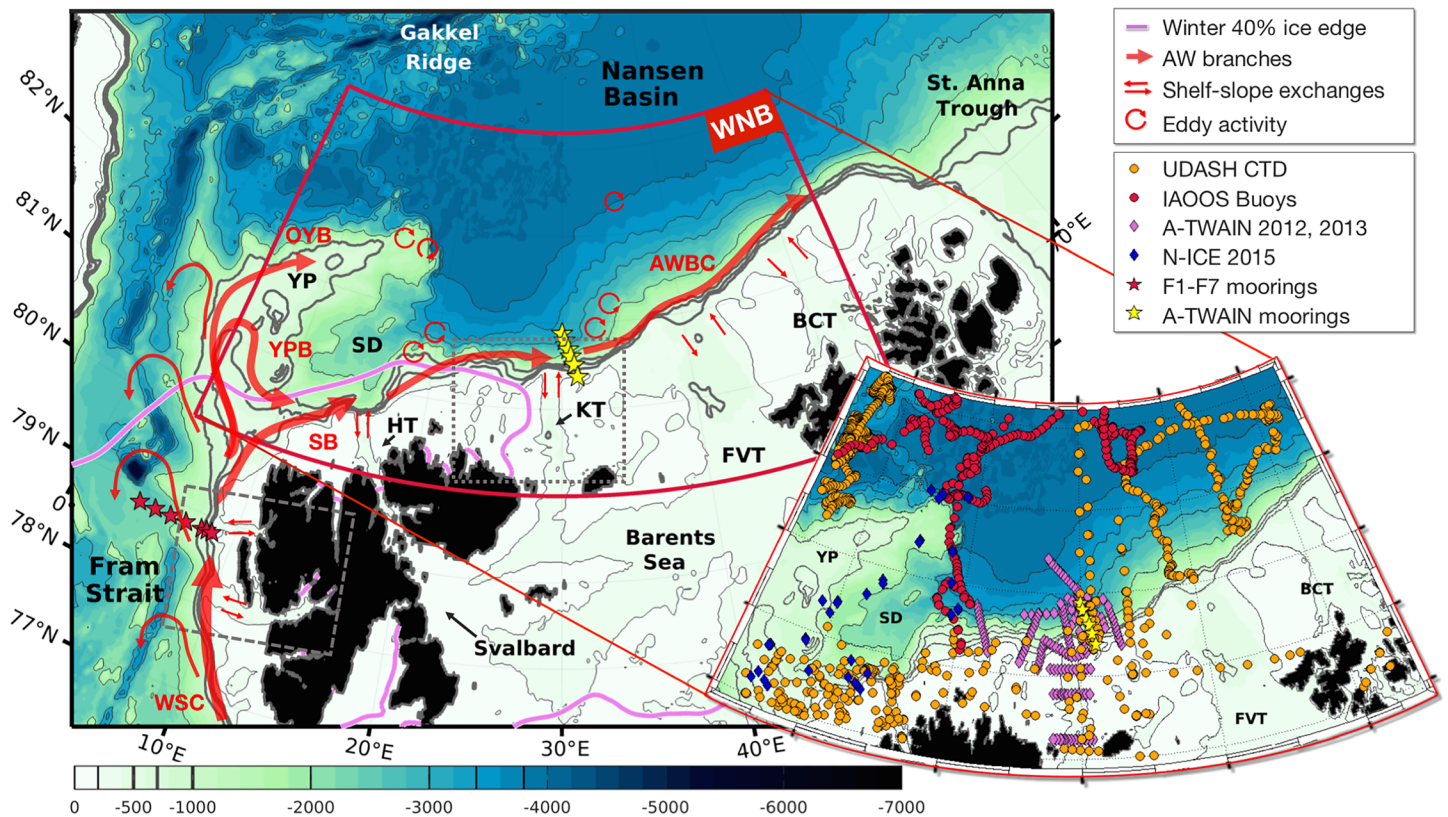 Gakkel
Ridge
Nansen
Basin
St. Anna
Trough
WNB
82°N
81°N
80°N
79°N
0°
78°N
77°N
OYB
YP
YPB
SD
AWBC
BCT
SB
HT
KT
FVT
Fram
Strait
Barents
Sea
Svalbard
WSC
10°E
°E
20°E
30°E
40°E
70°E
0
-500
-1000
-2000
-3000
-4000
-5000
-6000
-7000
Winter 40% ice edge
AW branches
Shelf-slope exchanges
Eddy activity
UDASH CTD
IAOOS Buoys
A-TWAIN 2012, 2013
N-ICE 2015
F1-F7 moorings
A-TWAIN moorings
YP
SD
BCT
FVT